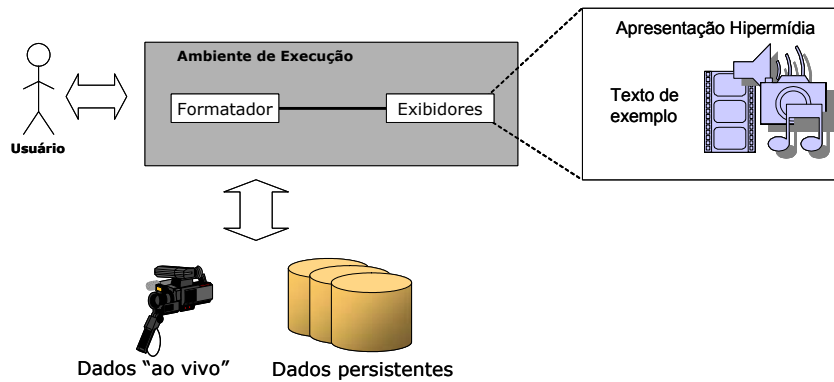 Apresentação Hipermídia
Ambiente de Execução
Formatador
Exibidores
Texto de
exemplo
Usuário
Dados “ao vivo”
Dados persistentes